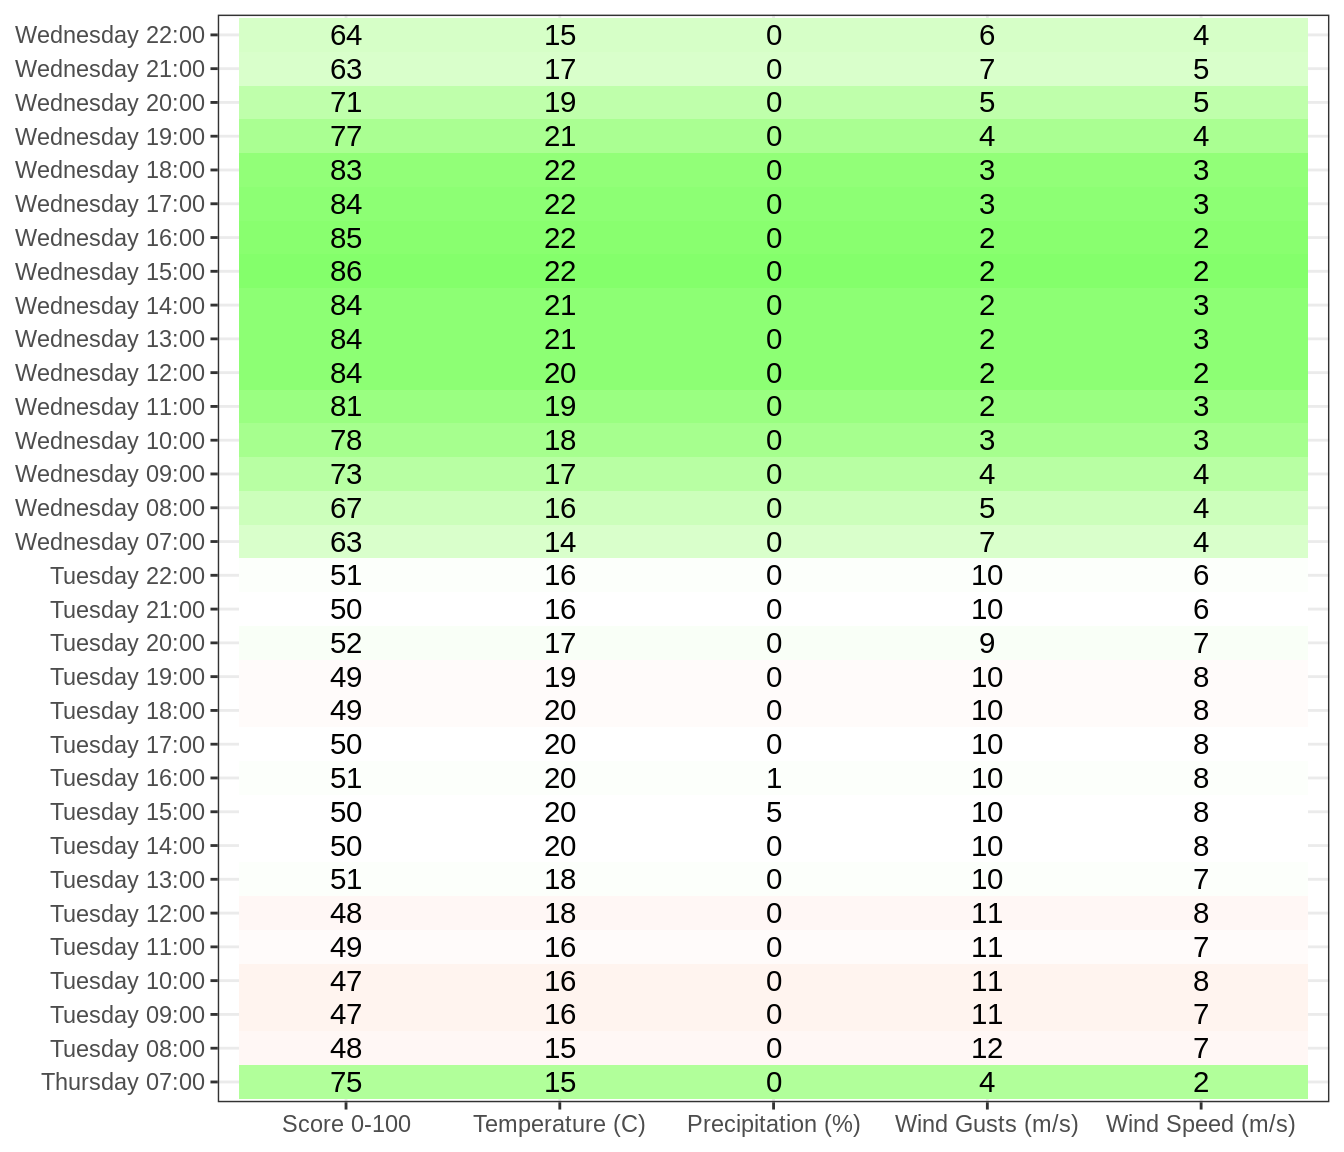 Wednesday 22:00 64 15 0 6 4
Wednesday 21:00 63 17 0 7 5
Wednesday 20:00 71 19 0 5 5
Wednesday 19:00 77 21 0 4 4
Wednesday 18:00 83 22 0 3 3
Wednesday 17:00 84 22 0 3 3
Wednesday 16:00 85 22 0 2 2
Wednesday 15:00 86 22 0 2 2
Wednesday 14:00 84 21 0 2 3
Wednesday 13:00 84 21 0 2 3
Wednesday 12:00 84 20 0 2 2
Wednesday 11:00 81 19 0 2 3
Wednesday 10:00 78 18 0 3 3
Wednesday 09:00 73 17 0 4 4
Wednesday 08:00 67 16 0 5 4
Wednesday 07:00 63 14 0 7 4
Tuesday 22:00 51 16 0 10 6
Tuesday 21:00 50 16 0 10 6
Tuesday 20:00 52 17 0 9 7
Tuesday 19:00 49 19 0 10 8
Tuesday 18:00 49 20 0 10 8
Tuesday 17:00 50 20 0 10 8
Tuesday 16:00 51 20 1 10 8
Tuesday 15:00 50 20 5 10 8
Tuesday 14:00 50 20 0 10 8
Tuesday 13:00 51 18 0 10 7
Tuesday 12:00 48 18 0 11 8
Tuesday 11:00 49 16 0 11 7
Tuesday 10:00 47 16 0 11 8
Tuesday 09:00 47 16 0 11 7
Tuesday 08:00 48 15 0 12 7
Thursday 07:00 75 15 0 4 2
Score 0-100 Temperature (C) Precipitation (%) Wind Gusts (m/s) Wind Speed (m/s)